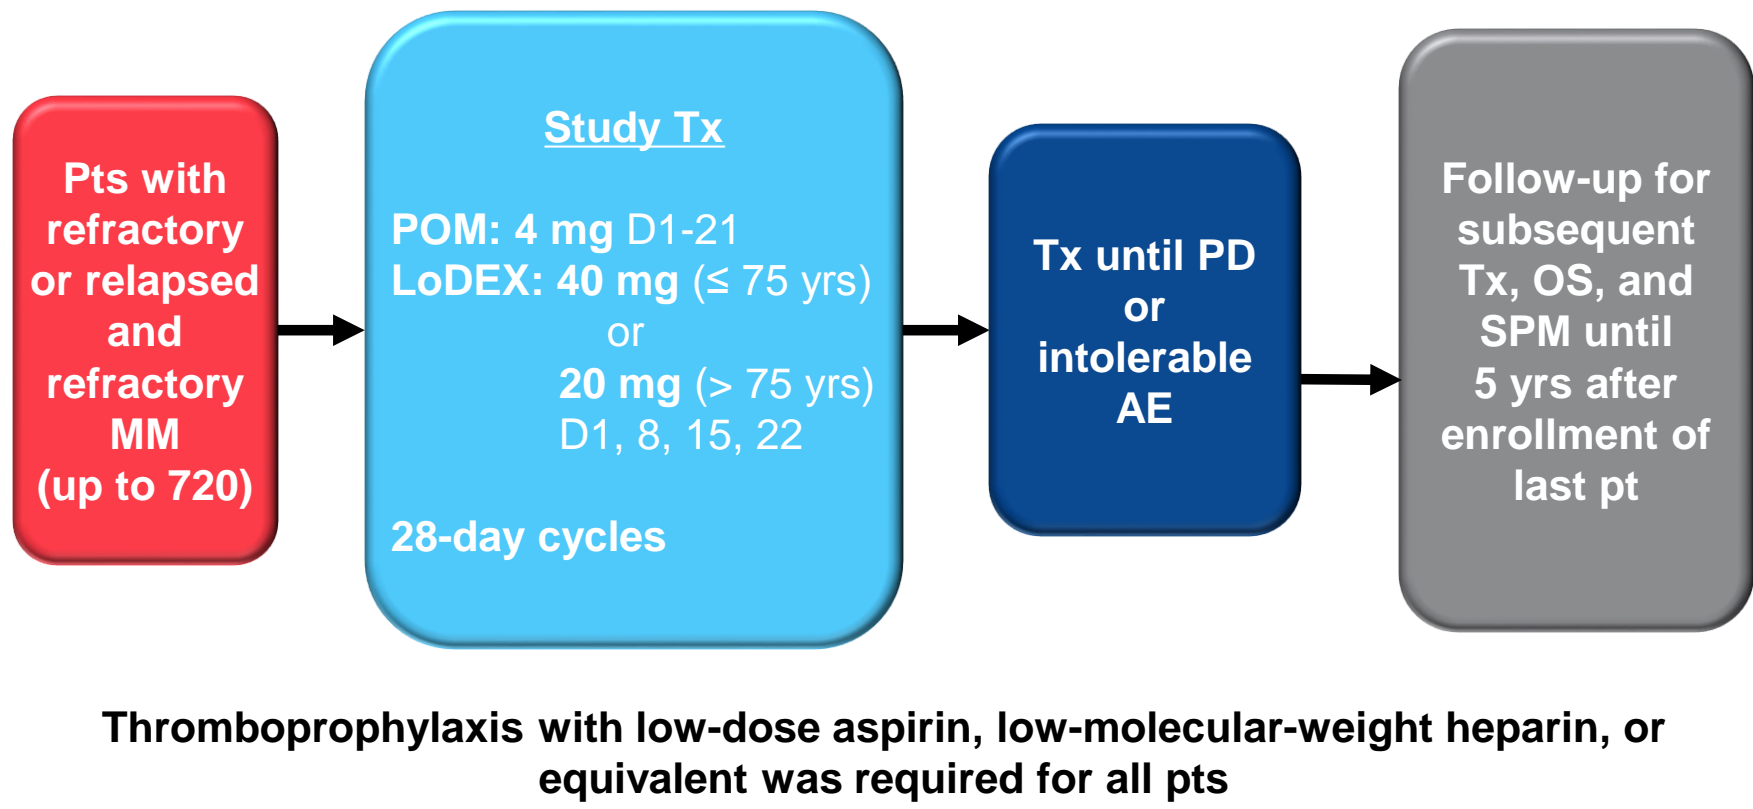 Pts with
refractory
or relapsed
and
refractory
MM
(up to 720)
Study Tx
POM: 4 mg D1-21
LoDEX: 40 mg (≤ 75 yrs)
or
20 mg (> 75 yrs)
D1, 8, 15, 22
28-day cycles
Tx until PD
or
intolerable
AE
Follow-up for
subsequent
Tx, OS, and
SPM until
5 yrs after
enrollment of
last pt
Thromboprophylaxis with low-dose aspirin, low-molecular-weight heparin, or
equivalent was required for all pts